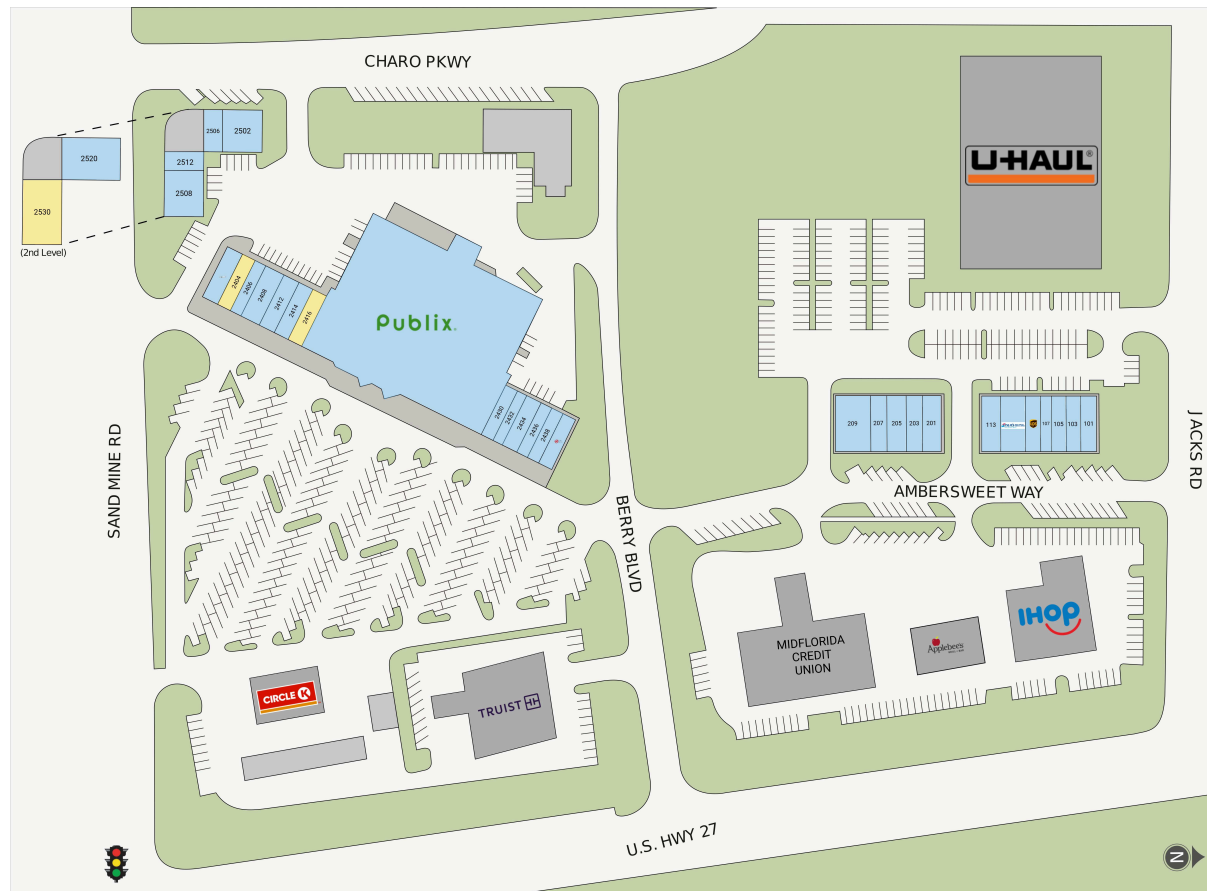 CHARO PKWY
2506
2502
2512
2508
2520
2530
(2nd Level)
U-HAUL®
2404
2406
2408
2412
2414
2416
Publix.
2430
2432
2434
2436
2438
209
207
205
203
201
113
107
105
103
101
SAND MINE RD
BERRY BLVD
JACKS RD
AMBERSWEET WAY
MIDFLORIDA
CREDIT
UNION
Applebee's
IHOP
CIRCLE K
TRUIST
U.S. HWY 27
N